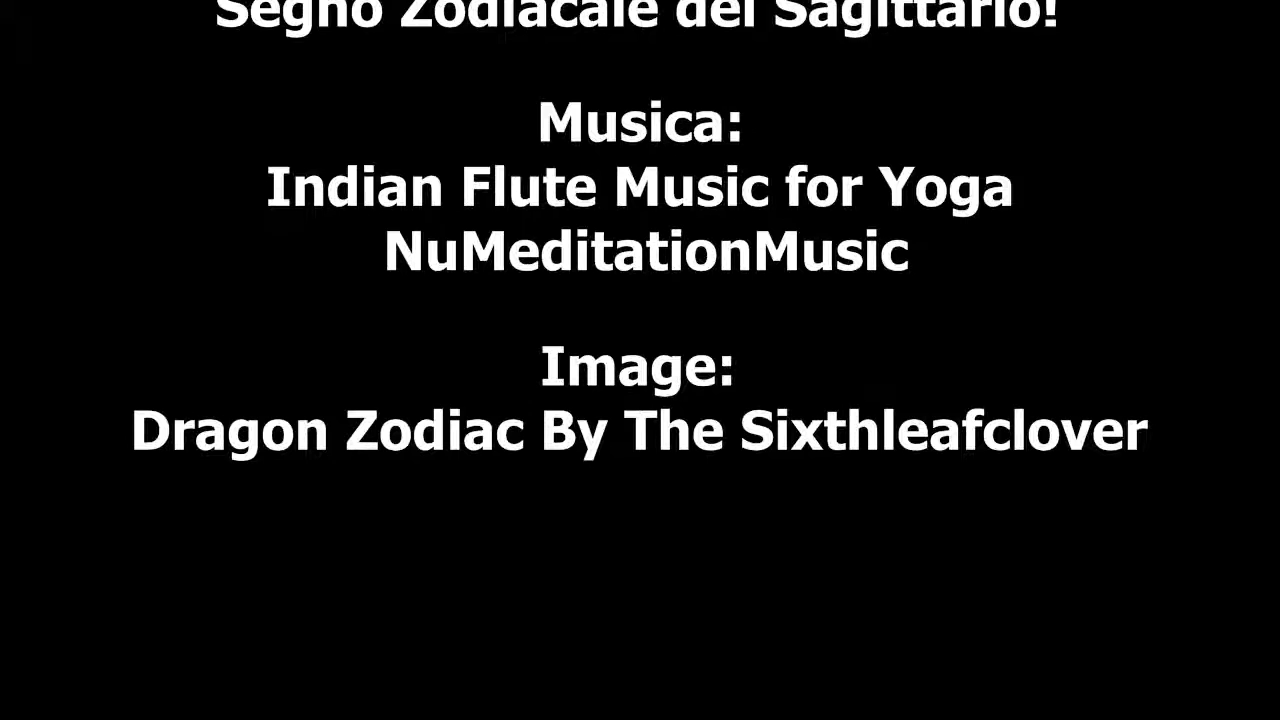 Segno Zodiacale del Sagittario!
Musica:
Indian Flute Music for Yoga
NuMeditationMusic
Image:
Dragon Zodiac By The Sixthleafclover